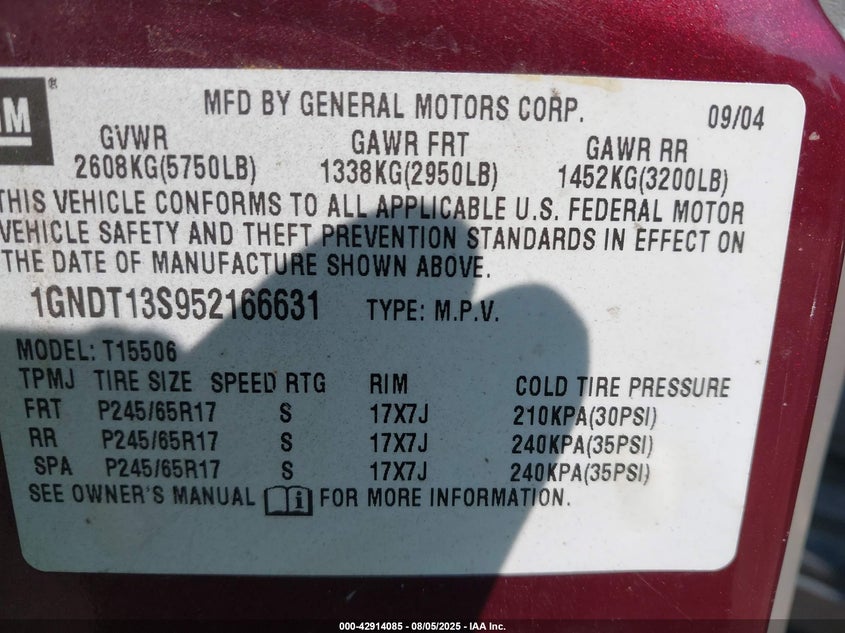 MFD BY GENERAL MOTORS CORP. 09/04
GVWR GAWR FRT GAWR RR
2608KG(5750LB) 1338KG(2950LB) 1452KG(3200LB)
THIS VEHICLE CONFORMS TO ALL APPLICABLE U.S. FEDERAL MOTOR
VEHICLE SAFETY AND THEFT PREVENTION STANDARDS IN EFFECT ON
THE DATE OF MANUFACTURE SHOWN ABOVE.
1GNDT13S952166631 TYPE: M.P.V.
MODEL: T15506
TPMJ TIRE SIZE SPEED RTG RIM COLD TIRE PRESSURE
FRT P245/65R17 S 17X7J 210KPA(30PSI)
RR P245/65R17 S 17X7J 240KPA(35PSI)
SPA P245/65R17 S 17X7J 240KPA(35PSI)
SEE OWNER'S MANUAL FOR MORE INFORMATION.
000-42914085 - 08/05/2025 - IAA Inc.